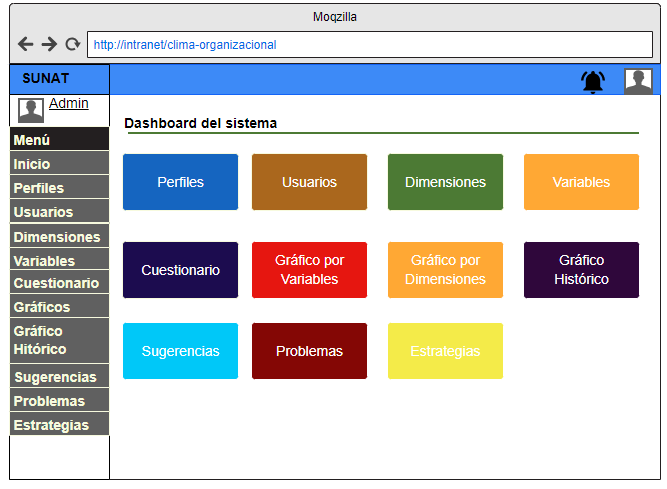 Moqzilla
http://intranet/clima-organizacional
SUNAT
Admin
Menú
Inicio
Perfiles
Usuarios
Dimensiones
Variables
Cuestionario
Gráficos
Gráfico
Hitórico
Sugerencias
Problemas
Estrategias
Dashboard del sistema
Perfiles
Usuarios
Dimensiones
Variables
Cuestionario
Gráfico por
Variables
Gráfico por
Dimensiones
Gráfico
Histórico
Sugerencias
Problemas
Estrategias